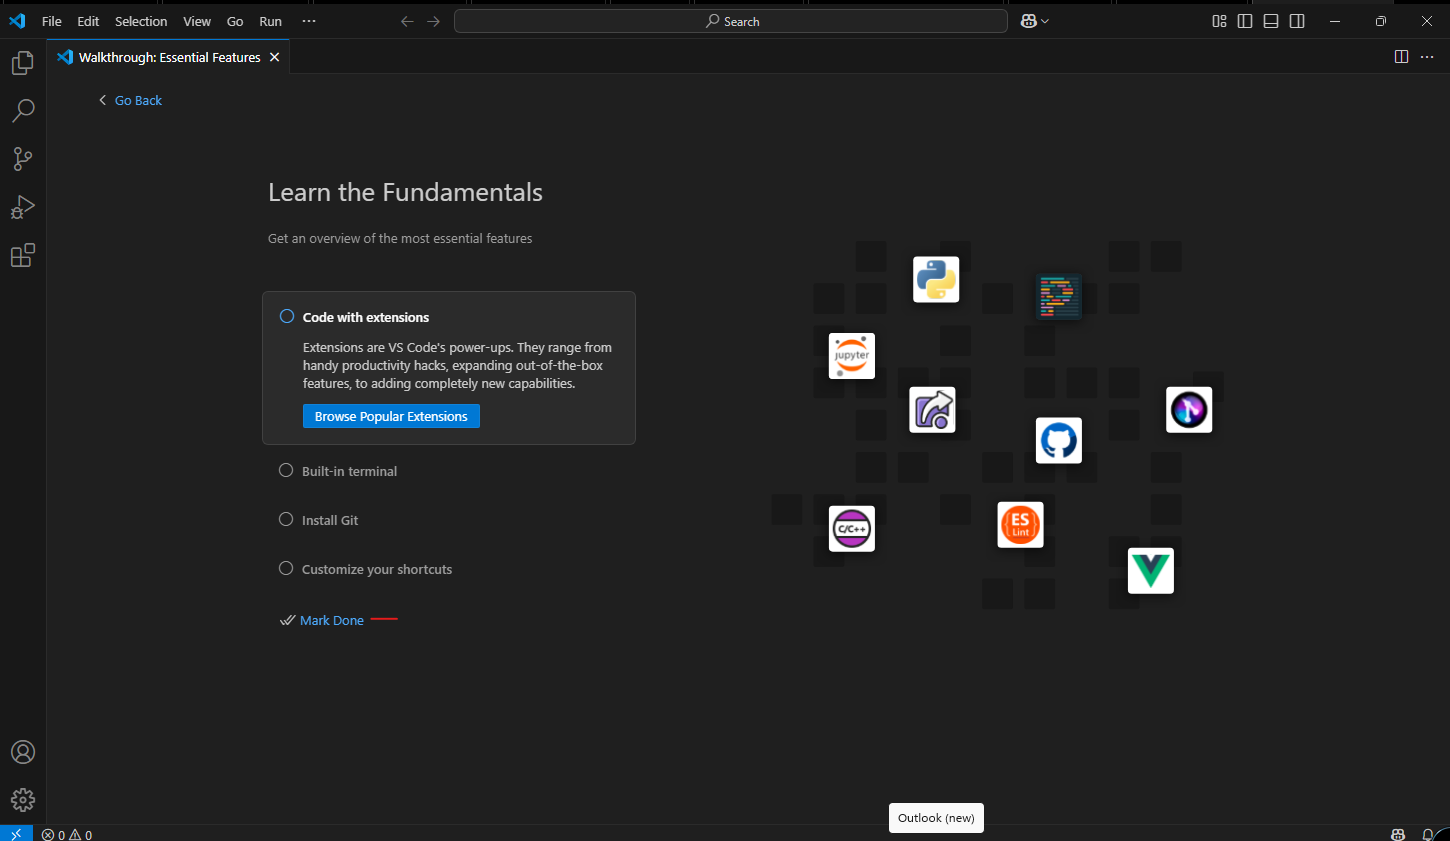 File Edit Selection View Go Run ···
Search
Walkthrough: Essential Features
Go Back
Learn the Fundamentals
Get an overview of the most essential features
Code with extensions
Extensions are VS Code's power-ups. They range from
handy productivity hacks, expanding out-of-the-box
features, to adding completely new capabilities.
Browse Popular Extensions
Built-in terminal
Install Git
Customize your shortcuts
Mark Done
jupyter
C/C++
ES
Lint
Outlook (new)
0 0